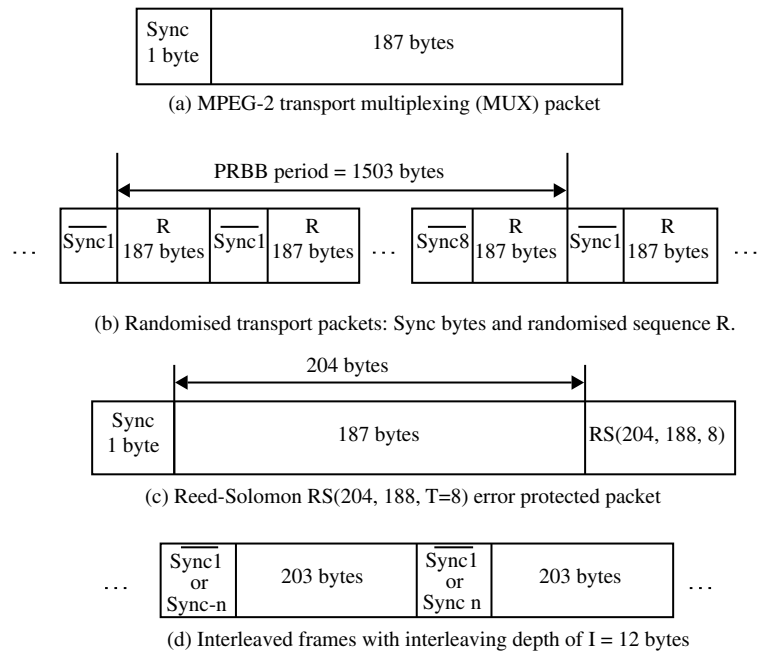 Sync
1 byte
187 bytes
(a) MPEG-2 transport multiplexing (MUX) packet
PRBB period = 1503 bytes
... Sync1 R 187 bytes Sync1 R 187 bytes ... Sync8 R 187 bytes Sync1 R 187 bytes ...
(b) Randomised transport packets: Sync bytes and randomised sequence R.
204 bytes
Sync
1 byte
187 bytes
RS(204, 188, 8)
(c) Reed-Solomon RS(204, 188, T=8) error protected packet
... Sync1 or Sync-n 203 bytes Sync1 or Sync n 203 bytes ...
(d) Interleaved frames with interleaving depth of I = 12 bytes